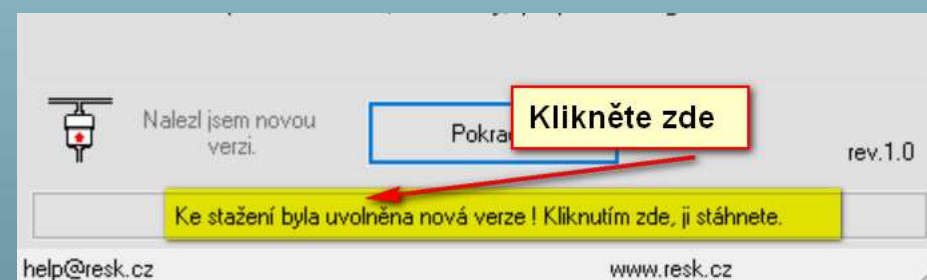 Klikněte zde
Nalezl jsem novou
verzi.
rev.1.0
Ke stažení byla uvolněna nová verze ! Kliknutím zde, ji stáhnete.
help@resk.cz
www.resk.cz